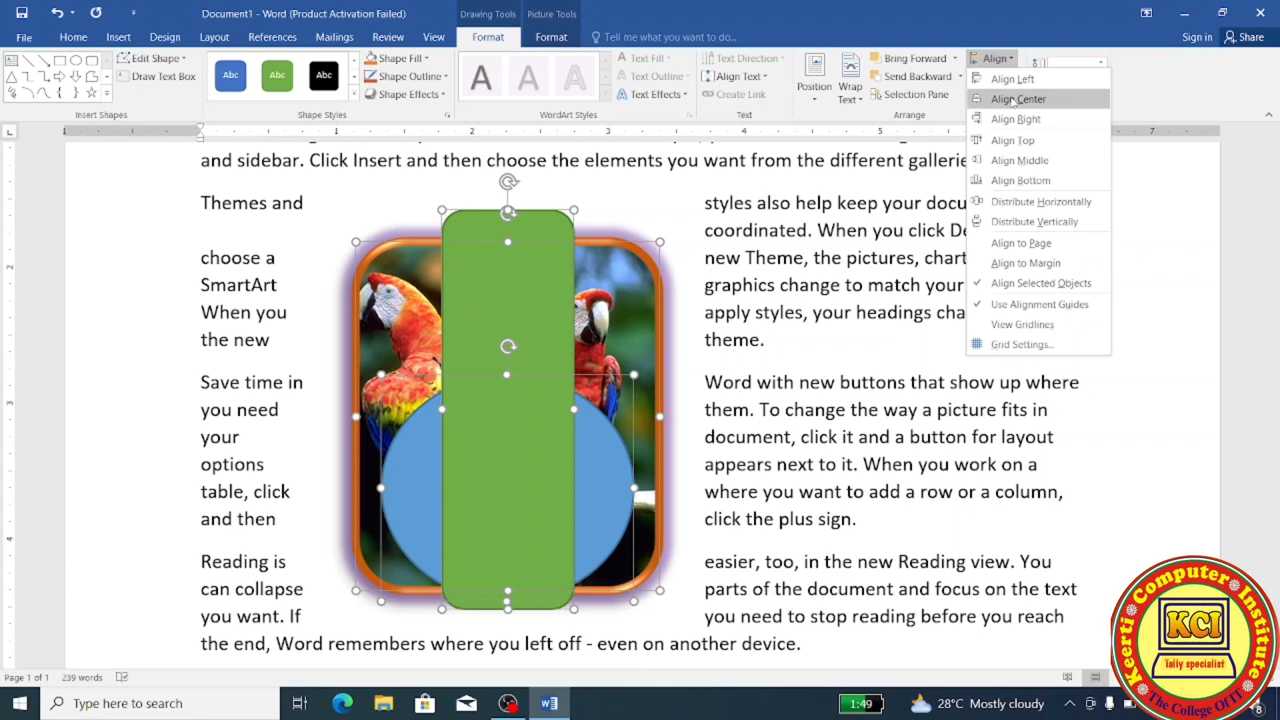 Document1 - Word (Product Activation Failed)
Drawing Tools
Picture Tools
File
Home
Insert
Design
Layout
References
Mailings
Review
View
Format
Format
Tell me what you want to do...
Sign in
Share
Edit Shape
Draw Text Box
Insert Shapes
Abc
Abc
Abc
Shape Fill
Shape Outline
Shape Effects
Shape Styles
A
A
A
Text Fill
Text Outline
Text Effects
WordArt Styles
Text Direction
Align Text
Text
Position
Wrap
Text
Bring Forward
Send Backward
Selection Pane
Align
Align Left
Align Center
Align Right
Align Top
Align Middle
Align Bottom
Distribute Horizontally
Distribute Vertically
Align to Page
Align to Margin
Align Selected Objects
Use Alignment Guides
View Gridlines
Grid Settings...
1 1 2 3 4 5 7
and sidebar. Click Insert and then choose the elements you want from the different gallerie
Themes and styles also help keep your docu
coordinated. When you click De
choose a new Theme, the pictures, chart
SmartArt graphics change to match your
When you apply styles, your headings cha
the new theme.
Save time in Word with new buttons that show up where
you need them. To change the way a picture fits in
your document, click it and a button for layout
options appears next to it. When you work on a
table, click where you want to add a row or a column,
and then click the plus sign.
Reading is easier, too, in the new Reading view. You
can collapse parts of the document and focus on the text
you want. If you need to stop reading before you reach
the end, Word remembers where you left off - even on another device.
2
3
4
Page 1 of 1
239 words
Type here to search
1:49
28°C Mostly cloudy
Keerti Computer Institute
KCI
Tally specialist
The College Of IT